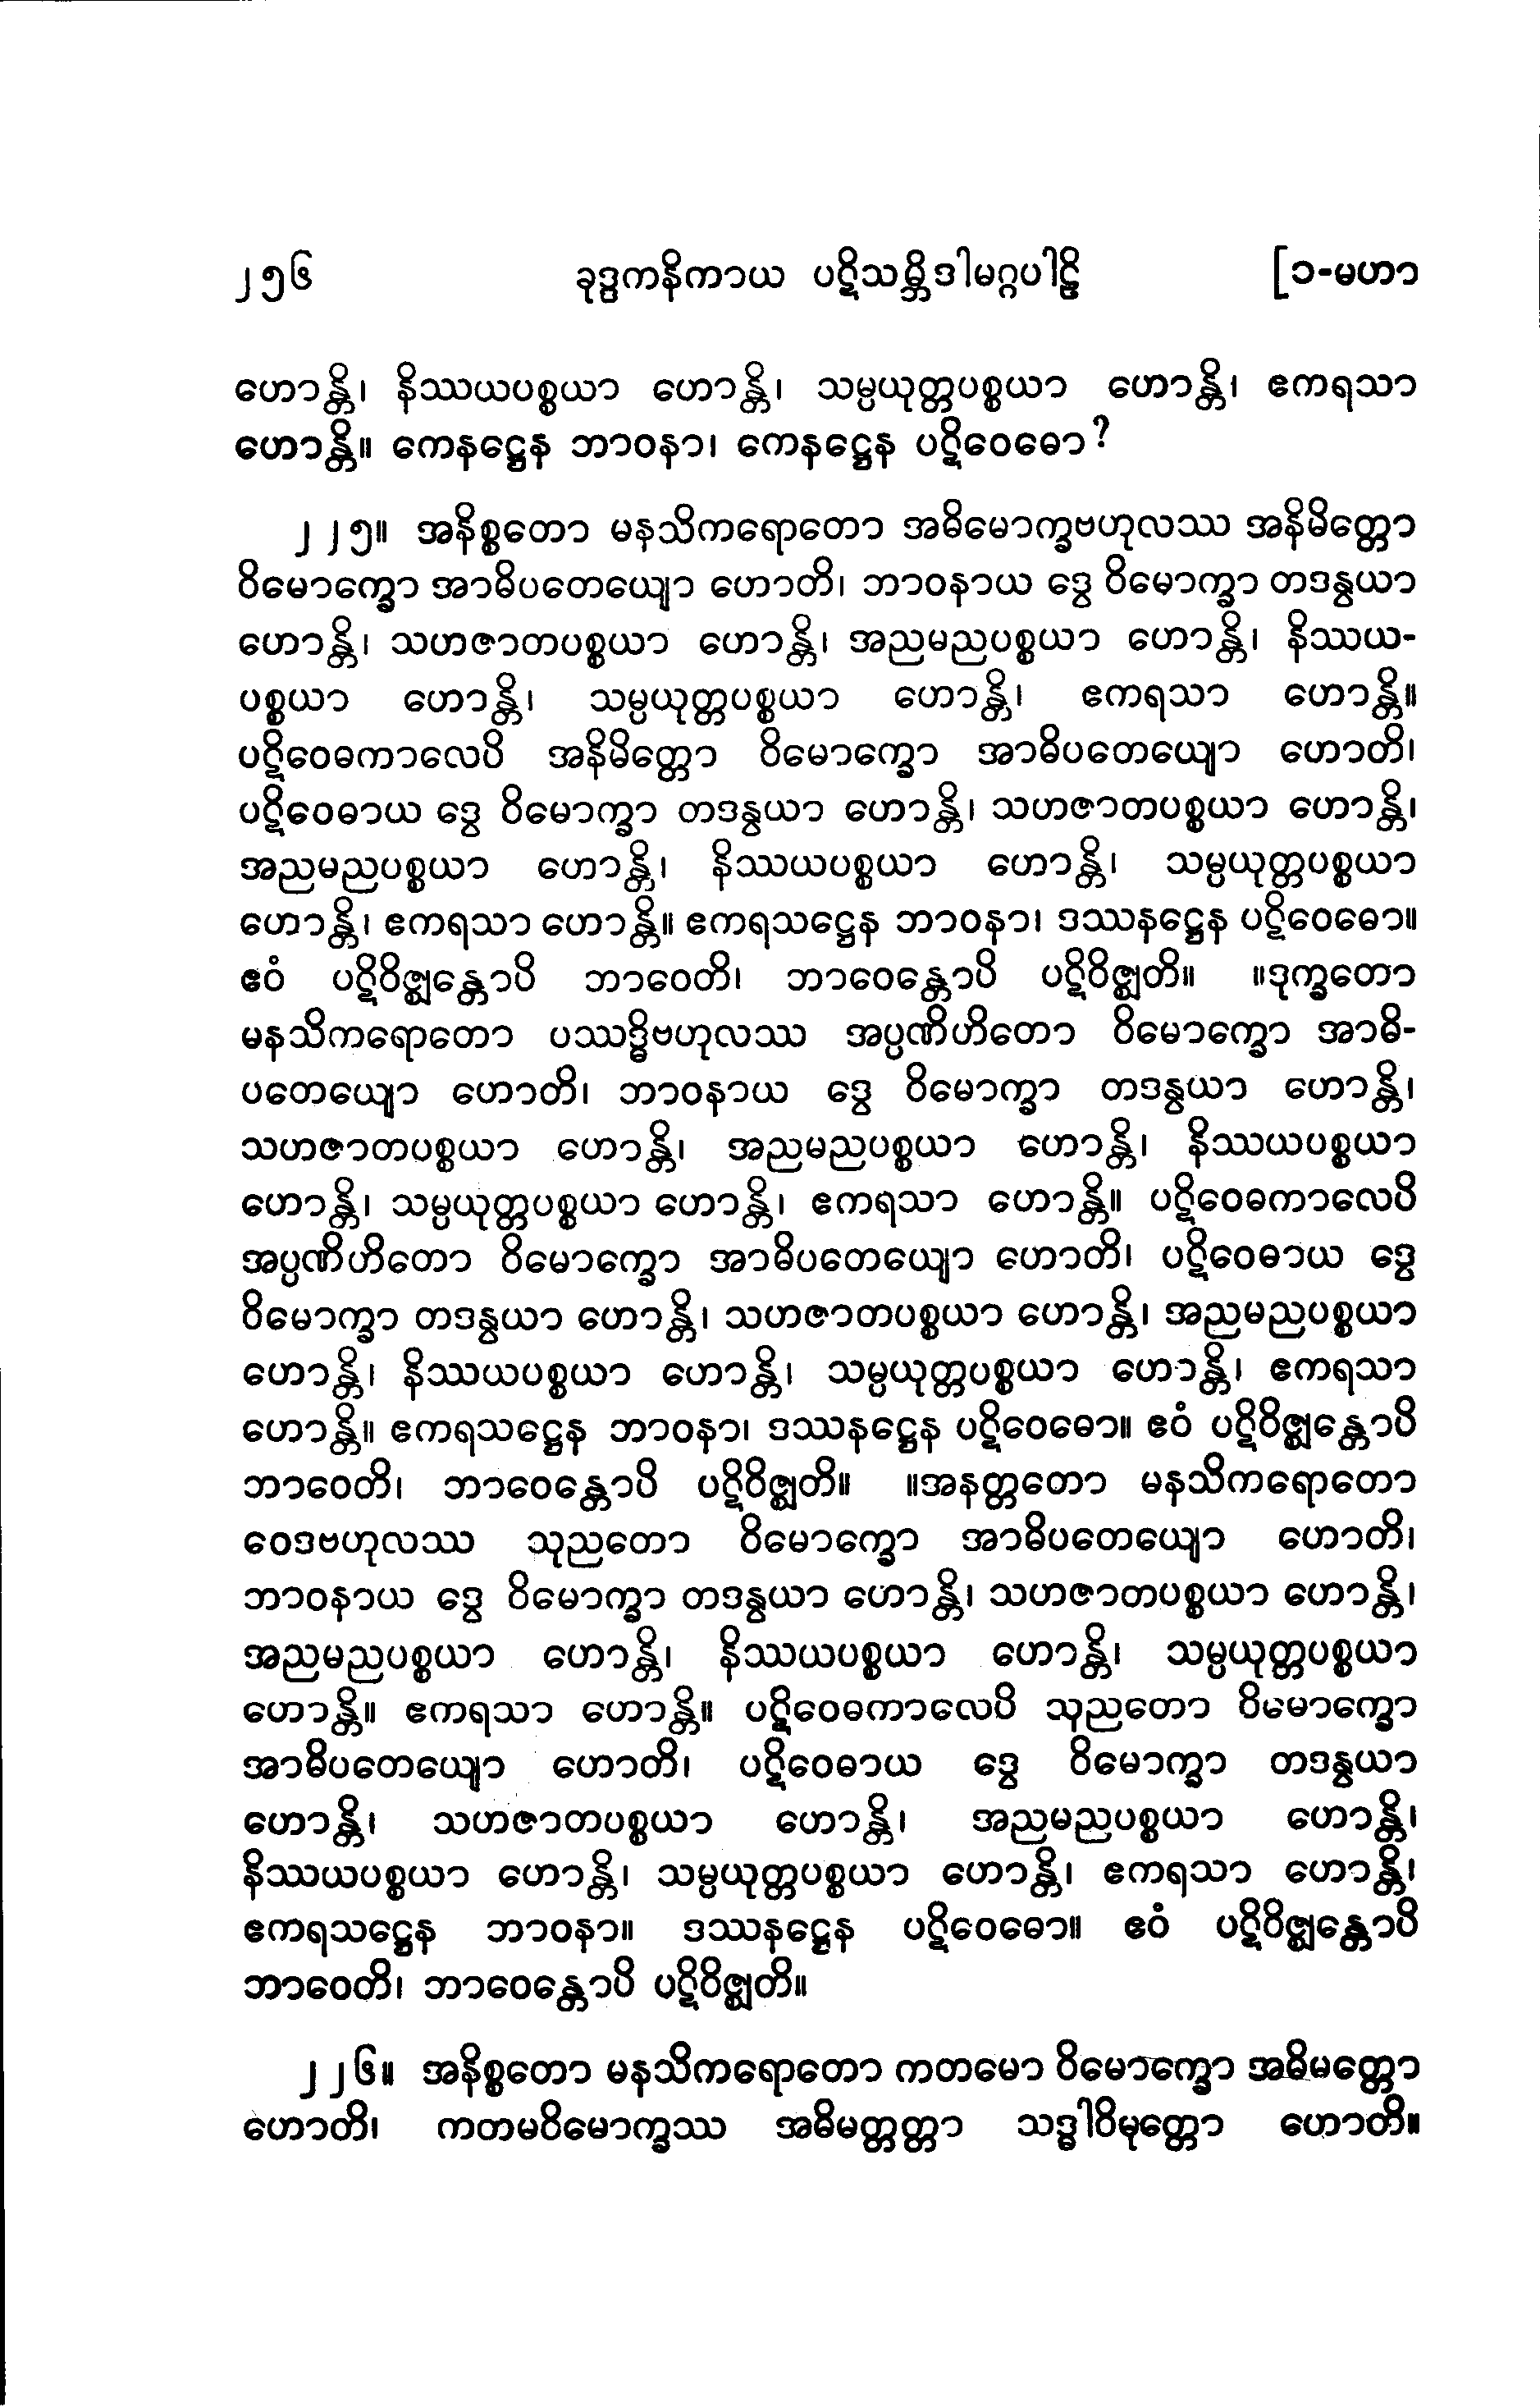 ၂၅၆ ခုဒ္ဒကနိကာယ ပဋိသမ္ဘိဒါမဂ္ဂပါဠိ [၁-မဟာ
ဟောန္တိ၊ နိဿယပစ္စယာ ဟောန္တိ၊ သမ္ပယုတ္တပစ္စယာ ဟောန္တိ၊ ဧကရသာ
ဟောန္တိ။ ကေနဋ္ဌေန ဘာဝနာ၊ ကေနဋ္ဌေန ပဋိဝေဓော?
၂၂၅။ အနိစ္စတော မနသိကရောတော အဓိမောက္ခဗဟုလဿ အနိမိတ္တော
ဝိမောက္ခော အာဓိပတေယျော ဟောတိ၊ ဘာဝနာယ ဒွေ ဝိမောက္ခာ တဒန္வယာ
ဟောန္တိ၊ သဟဇာတပစ္စယာ ဟောန္တိ၊ အညမညပစ္စယာ ဟောန္တိ၊ နိဿယ-
ပစ္စယာ ဟောန္တိ၊ သမ္ပယုတ္တပစ္စယာ ဟောန္တိ၊ ဧကရသာ ဟောန္တိ။
ပဋိဝေဓကာလေပိ အနိမိတ္တော ဝိမောက္ခော အာဓိပတေယျော ဟောတိ၊
ပဋိဝေဓာယ ဒွေ ဝိမောက္ခာ တဒနွယာ ဟောန္တိ၊ သဟဇာတပစ္စယာ ဟောန္တိ၊
အညမညပစ္စယာ ဟောန္တိ၊ နိဿယပစ္စယာ ဟောန္တိ၊ သမ္ပယုတ္တပစ္စယာ
ဟောန္တိ၊ ဧကရသာ ဟောန္တိ။ ဧကရသဋ္ဌေန ဘာဝနာ၊ ဒဿနဋ္ဌေန ပဋိဝေဓော။
ဧဝံ ပဋိဝိဇ္ဈန္တောပိ ဘာဝေတိ၊ ဘာဝေန္တောပိ ပဋိဝိဇ္ဈတိ။ ။ဒုက္ခတော
မနသိကရောတော ပဿဒ္ဓိဗဟုလဿ အပ္ပဏိဟိတော ဝိမောက္ခော အာဓိ-
ပတေယျော ဟောတိ၊ ဘာဝနာယ ဒွေ ဝိမောက္ခာ တဒနွယာ ဟောန္တိ၊
သဟဇာတပစ္စယာ ဟောန္တိ၊ အညမညပစ္စယာ ဟောန္တိ၊ နိဿယပစ္စယာ
ဟောန္တိ၊ သမ္ပယုတ္တပစ္စယာ ဟောန္တိ၊ ဧကရသာ ဟောန္တိ။ ပဋိဝေဓကာလေပိ
အပ္ပဏိဟိတော ဝိမောက္ခော အာဓိပတေယျော ဟောတိ၊ ပဋိဝေဓာယ ဒွေ
ဝိမောက္ခာ တဒနွယာ ဟောန္တိ၊ သဟဇာတပစ္စယာ ဟောန္တိ၊ အညမညပစ္စယာ
ဟောန္တိ၊ နိဿယပစ္စယာ ဟောန္တိ၊ သမ္ပယုတ္တပစ္စယာ ဟောန္တိ၊ ဧကရသာ
ဟောန္တိ။ ဧကရသဋ္ဌေန ဘာဝနာ၊ ဒဿနဋ္ဌေန ပဋိဝေဓော။ ဧဝံ ပဋိဝိဇ္ဈန္တောပိ
ဘာဝေတိ၊ ဘာဝေန္တောပိ ပဋိဝိဇ္ဈတိ။ ။အနတ္တတော မနသိကရောတော
ဝေဒဗဟုလဿ သုညတော ဝိမောက္ခော အာဓိပတေယျော ဟောတိ၊
ဘာဝနာယ ဒွေ ဝိမောက္ခာ တဒနွယာ ဟောန္တိ၊ သဟဇာတပစ္စယာ ဟောန္တိ၊
အညမညပစ္စယာ ဟောန္တိ၊ နိဿယပစ္စယာ ဟောန္တိ၊ သမ္ပယုတ္တပစ္စယာ
ဟောန္တိ။ ဧကရသာ ဟောန္တိ။ ပဋိဝေဓကာလေပိ သုညတော ဝိမောက္ခော
အာဓိပတေယျော ဟောတိ၊ ပဋိဝေဓာယ ဒွေ ဝိမောက္ခာ တဒနွယာ
ဟောန္တိ၊ သဟဇာတပစ္စယာ ဟောန္တိ၊ အညမညပစ္စယာ ဟောန္တိ၊
နိဿယပစ္စယာ ဟောန္တိ၊ သမ္ပယုတ္တပစ္စယာ ဟောန္တိ၊ ဧကရသာ ဟောန္တိ၊
ဧကရသဋ္ဌေန ဘာဝနာ။ ဒဿနဋ္ဌေန ပဋိဝေဓော။ ဧဝံ ပဋိဝိဇ္ဈန္တောပိ
ဘာဝေတိ၊ ဘာဝေန္တောပိ ပဋိဝိဇ္ဈတိ။
၂၂၆။ အနိစ္စတော မနသိကရောတော ကတမော ဝိမောက္ခော အဓိမတ္တော
ဟောတိ၊ ကတမဝိမောက္ခဿ အဓိမတ္တတ္တာ သဒ္ဓါဝိမုတ္တော ဟောတိ။